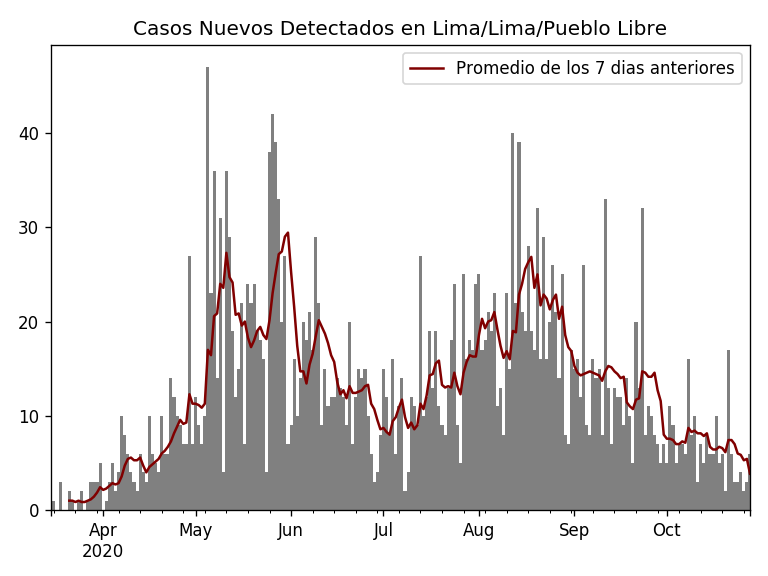 Casos Nuevos Detectados en Lima/Lima/Pueblo Libre
Promedio de los 7 dias anteriores
40
30
20
10
0
Apr May Jun Jul Aug Sep Oct
2020